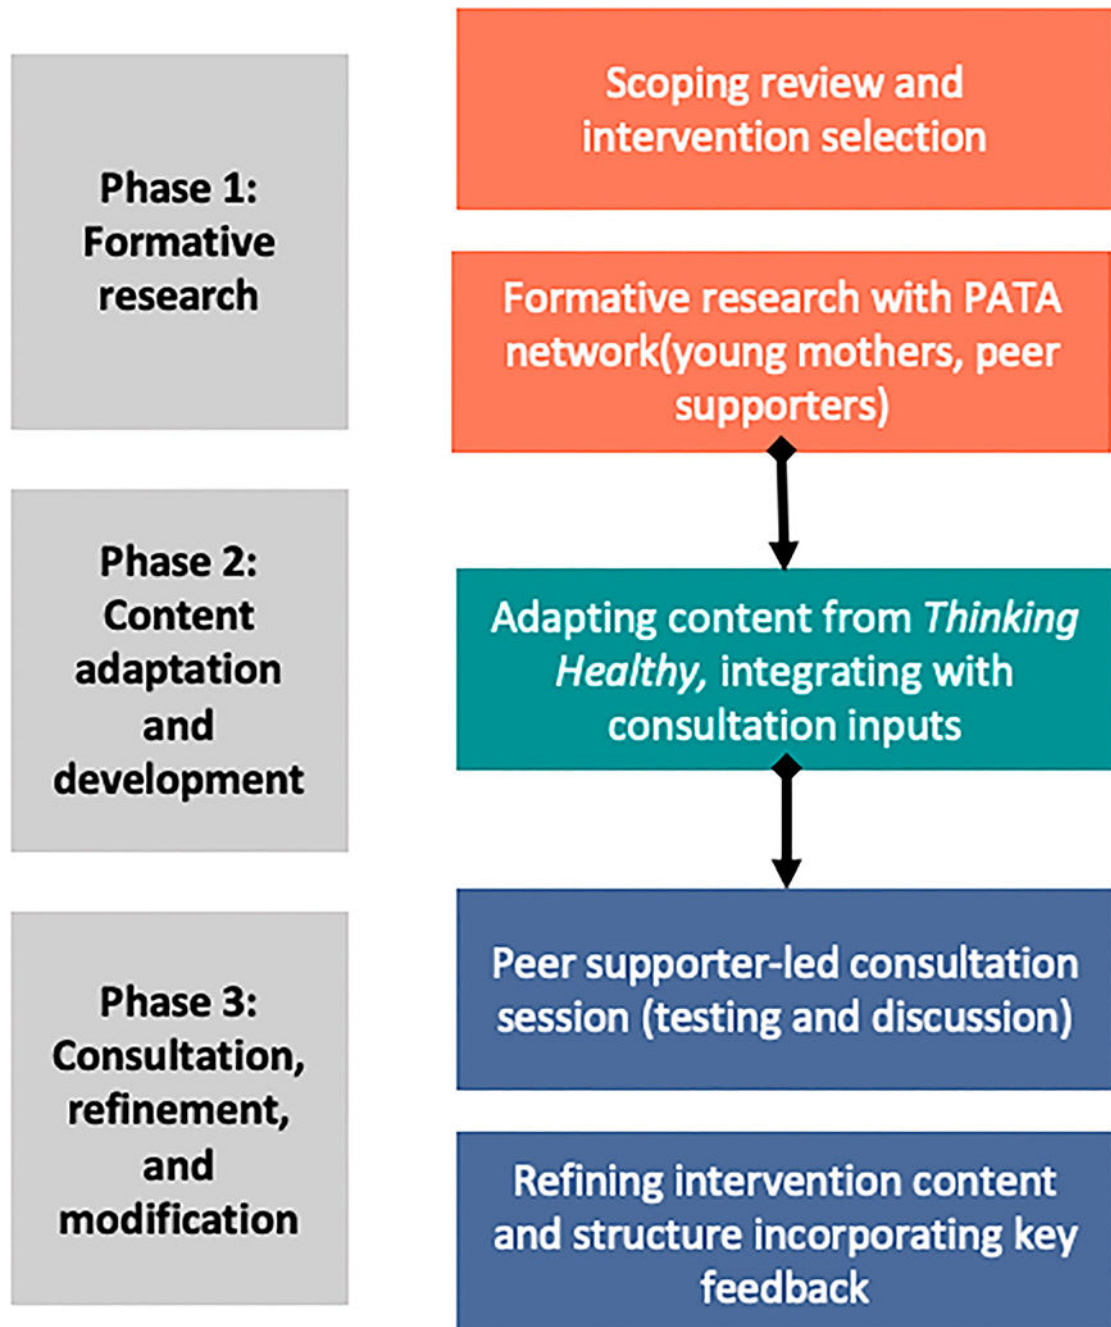 Phase 1:
Formative
research
Scoping review and
intervention selection
Formative research with PATA
network(young mothers, peer
supporters)
Phase 2:
Content
adaptation
and
development
Adapting content from Thinking
Healthy, integrating with
consultation inputs
Phase 3:
Consultation,
refinement,
and
modification
Peer supporter-led consultation
session (testing and discussion)
Refining intervention content
and structure incorporating key
feedback